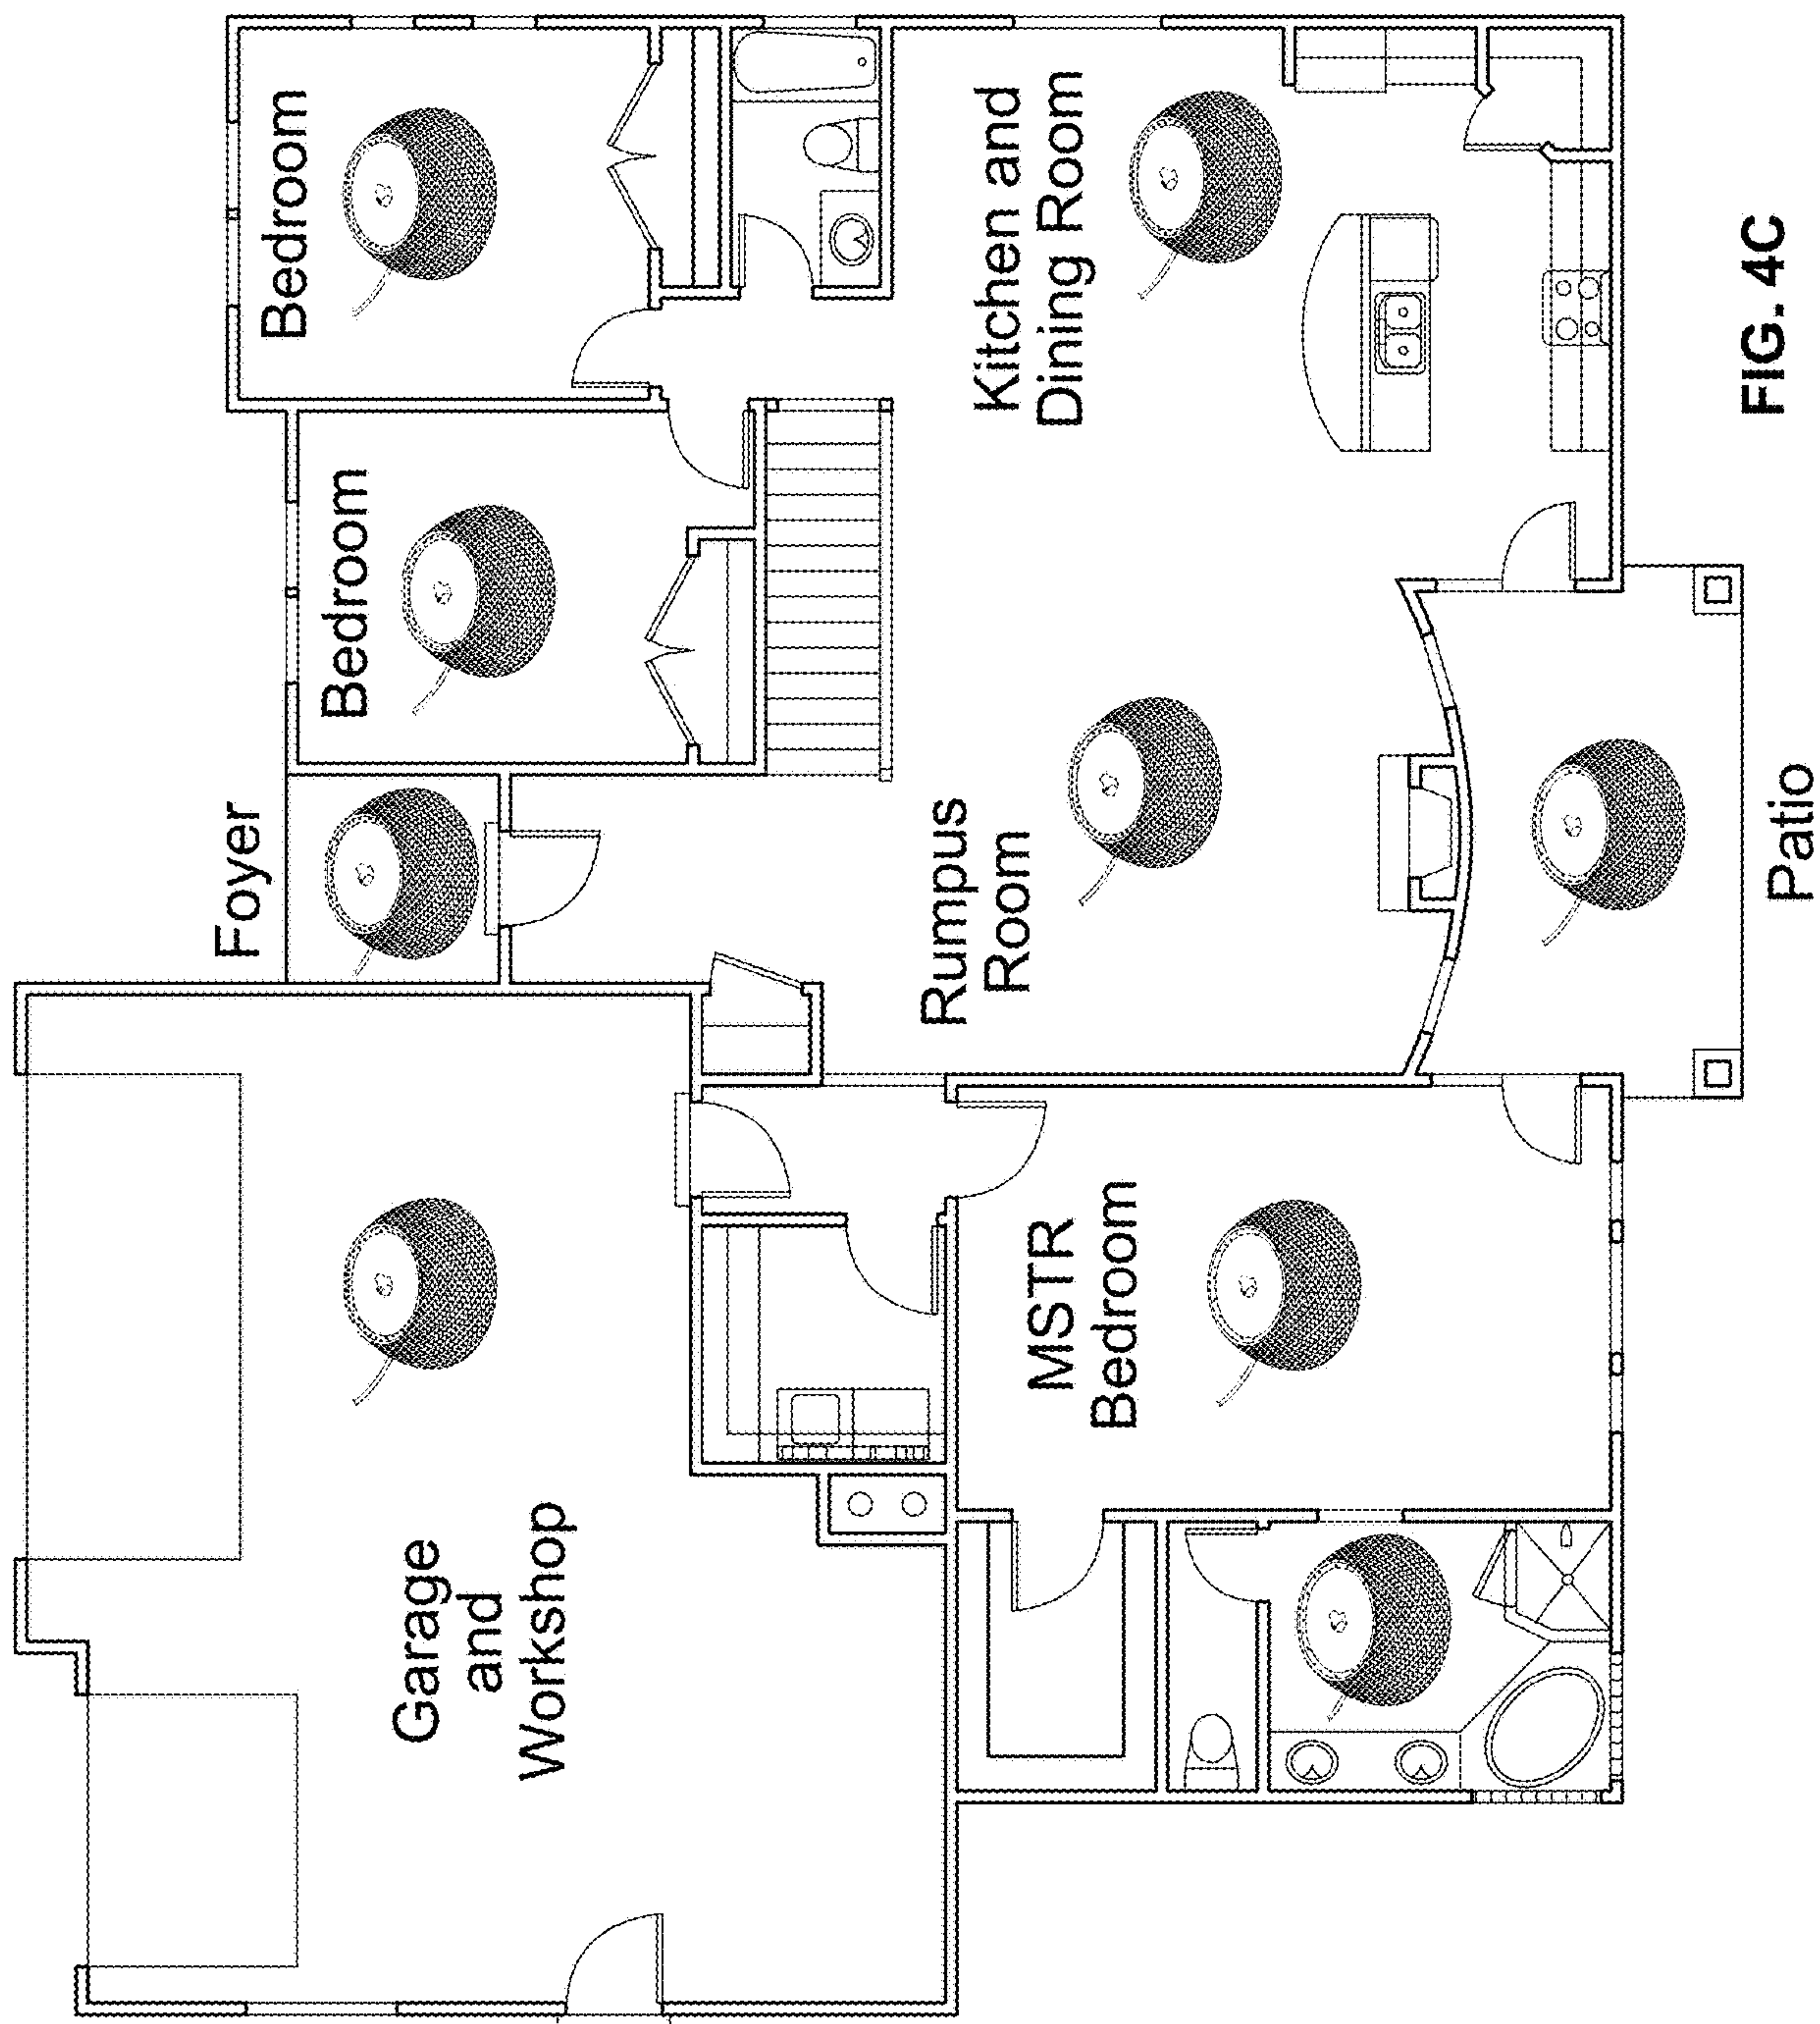 Garage
and
Workshop
Foyer
Bedroom
Bedroom
MSTR
Bedroom
Rumpus
Room
Kitchen and
Dining Room
Patio
FIG. 4C